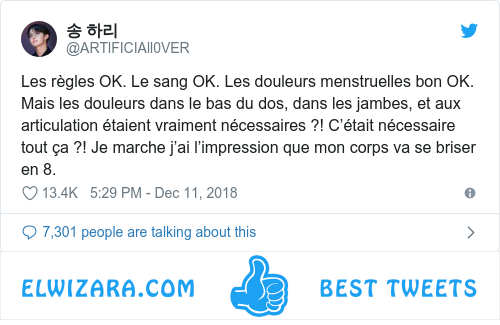 송 하리
@ARTIFICIAll0VER
Les règles OK. Le sang OK. Les douleurs menstruelles bon OK.
Mais les douleurs dans le bas du dos, dans les jambes, et aux
articulation étaient vraiment nécessaires ?! C’était nécessaire
tout ça ?! Je marche j’ai l’impression que mon corps va se briser
en 8.
13.4K 5:29 PM - Dec 11, 2018
7,301 people are talking about this
ELWIZARA.COM BEST TWEETS